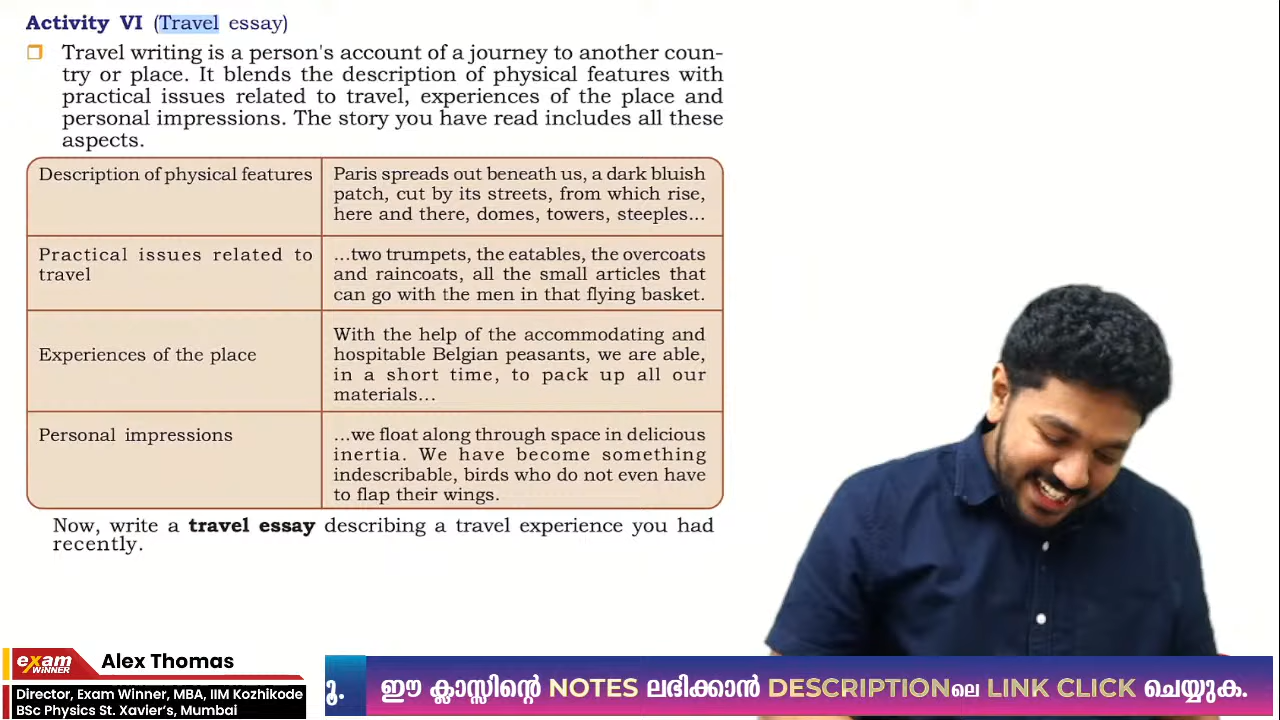 Activity VI (Travel essay)
❐ Travel writing is a person's account of a journey to another coun-
try or place. It blends the description of physical features with
practical issues related to travel, experiences of the place and
personal impressions. The story you have read includes all these
aspects.
Description of physical features
Paris spreads out beneath us, a dark bluish
patch, cut by its streets, from which rise,
here and there, domes, towers, steeples...
Practical issues related to
travel
...two trumpets, the eatables, the overcoats
and raincoats, all the small articles that
can go with the men in that flying basket.
Experiences of the place
With the help of the accommodating and
hospitable Belgian peasants, we are able,
in a short time, to pack up all our
materials...
Personal impressions
...we float along through space in delicious
inertia. We have become something
indescribable, birds who do not even have
to flap their wings.
Now, write a travel essay describing a travel experience you had
recently.
exam
WiNNER
Alex Thomas
Director, Exam Winner, MBA, IIM Kozhikode
BSc Physics St. Xavier's, Mumbai
ഈ ക്ലാസ്സിന്റെ NOTES ലഭിക്കാൻ DESCRIPTIONലെ LINK CLICK ചെയ്യുക.